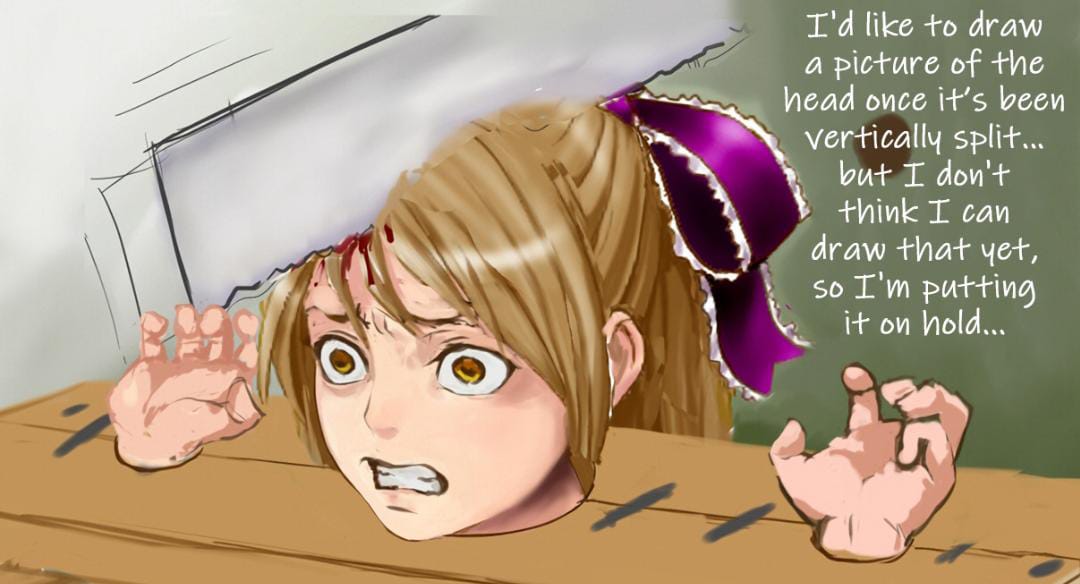 I'd like to draw
a picture of the
head once it's been
vertically split...
but I don't
think I can
draw that yet,
so I'm putting
it on hold...